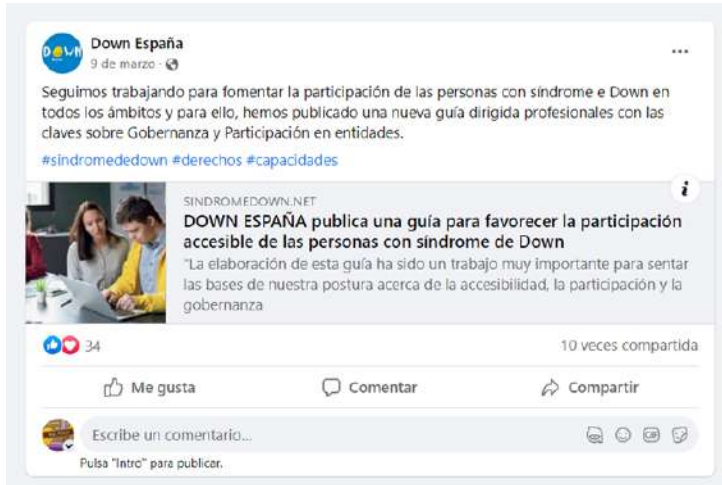 DOWN
Down España
9 de marzo ·
Seguimos trabajando para fomentar la participación de las personas con síndrome e Down en
todos los ámbitos y para ello, hemos publicado una nueva guía dirigida profesionales con las
claves sobre Gobernanza y Participación en entidades.
#sindromededown #derechos #capacidades
SINDROMEDOWN.NET
DOWN ESPAÑA publica una guía para favorecer la participación
accesible de las personas con síndrome de Down
"La elaboración de esta guía ha sido un trabajo muy importante para sentar
las bases de nuestra postura acerca de la accesibilidad, la participación y la
gobernanza
34
10 veces compartida
Me gusta
Comentar
Compartir
Escribe un comentario...
GIF
Pulsa "Intro" para publicar.